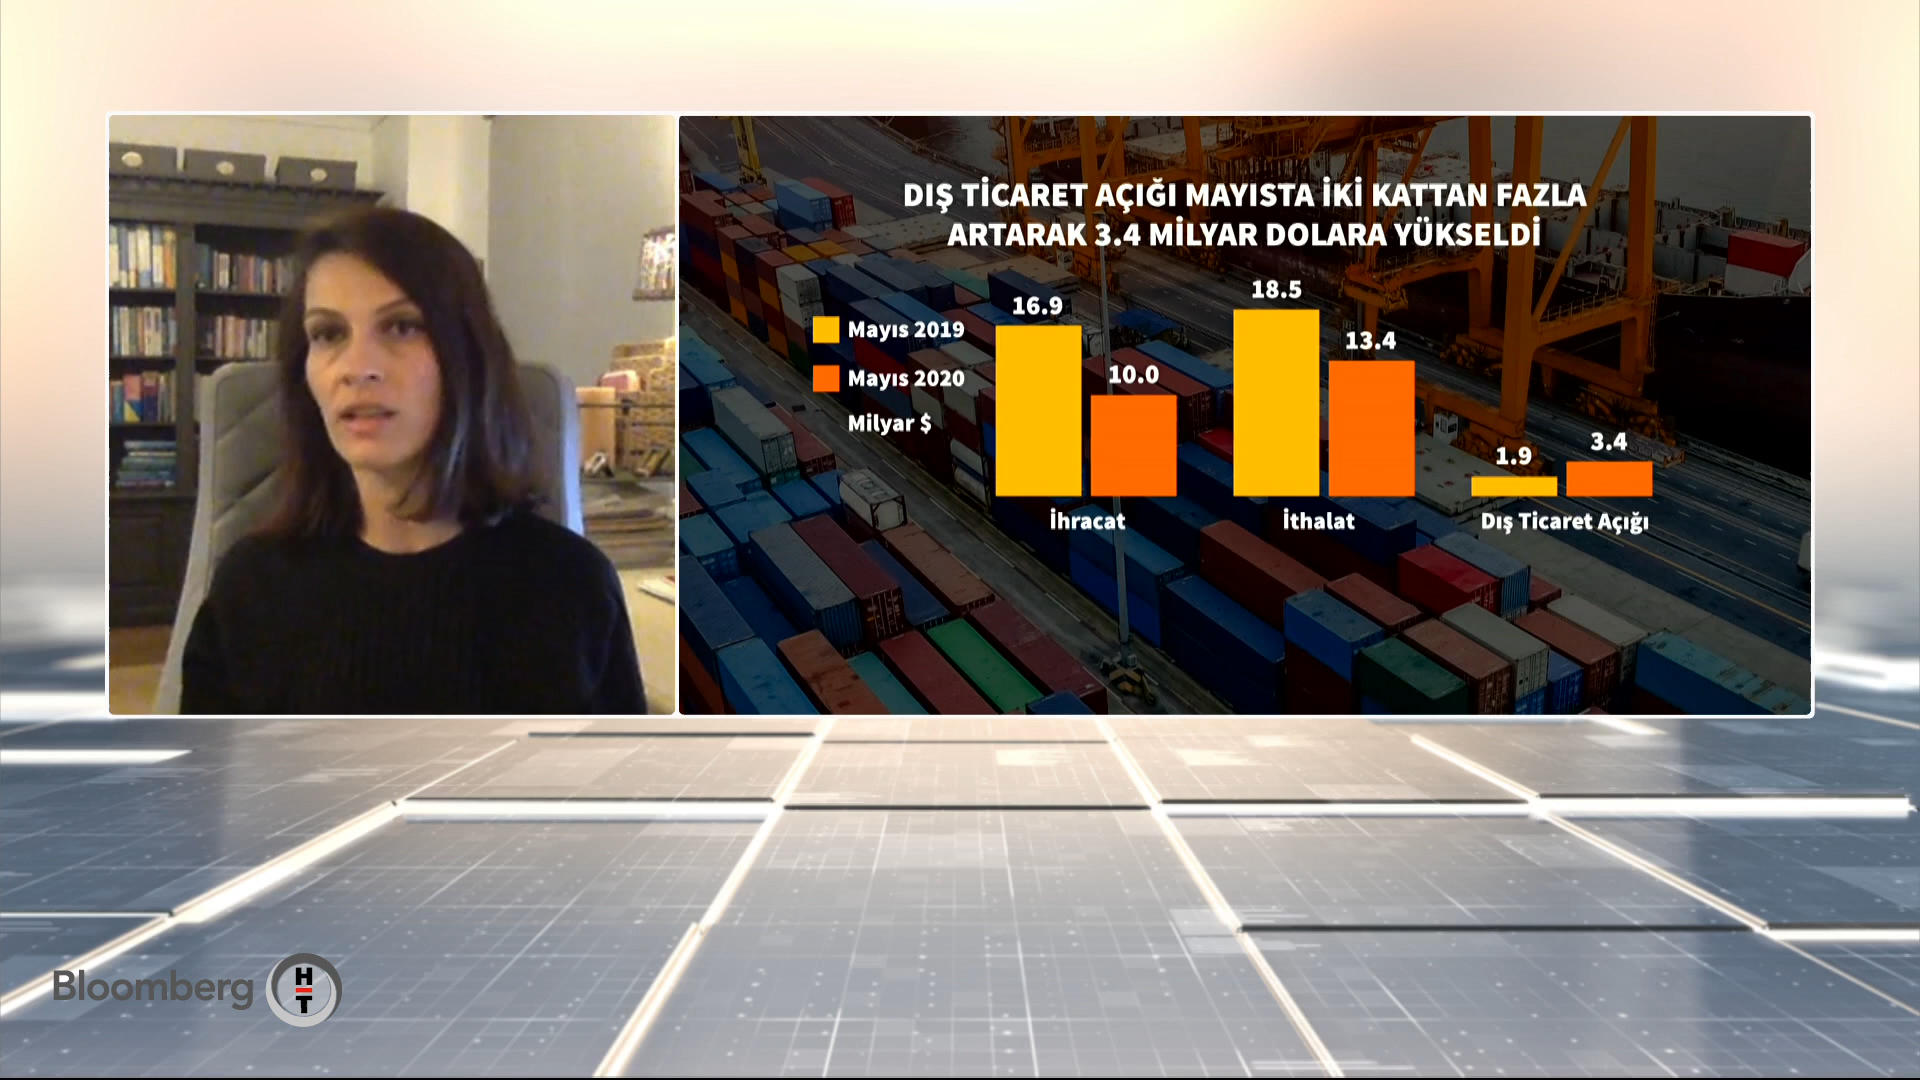 DIŞ TİCARET AÇIĞI MAYISTA İKİ KATTAN FAZLA
ARTARAK 3.4 MİLYAR DOLARA YÜKSELDİ
Mayıs 2019
Mayıs 2020
Milyar $
16.9
10.0
18.5
13.4
1.9
3.4
İhracat
İthalat
Dış Ticaret Açığı
Bloomberg HT